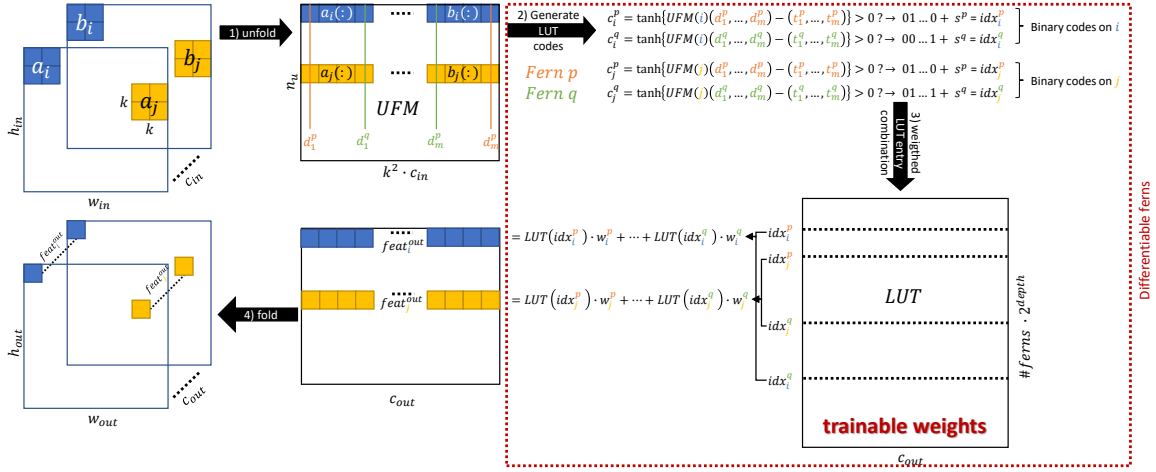 b_i
a_i
b_j
a_j
k
k
h_in
w_in
c_in
1) unfold
a_i(:)
b_i(:)
a_j(:)
b_j(:)
n_u
UFM
d_1^p
d_1^q
d_m^p
d_m^p
k^2 · c_in
2) Generate
LUT
codes
Fern p
Fern q
c_i^p = tanh{UFM(i)(d_1^p, …, d_m^p) − (t_1^p, …, t_m^p)} > 0 ? → 01 … 0 + s^p = idx_i^p
c_i^q = tanh{UFM(i)(d_1^q, …, d_m^q) − (t_1^q, …, t_m^q)} > 0 ? → 00 … 1 + s^q = idx_i^q
Binary codes on i
c_j^p = tanh{UFM(j)(d_1^p, …, d_m^p) − (t_1^p, …, t_m^p)} > 0 ? → 01 … 0 + s^p = idx_j^p
c_j^q = tanh{UFM(j)(d_1^q, …, d_m^q) − (t_1^q, …, t_m^q)} > 0 ? → 01 … 1 + s^q = idx_j^q
Binary codes on j
3) weigthed
LUT entry
combination
Differentiable ferns
feat_i^out
feat_j^out
h_out
w_out
c_out
4) fold
feat_i^out
feat_j^out
c_out
= LUT(idx_i^p) · w_i^p + ⋯ + LUT(idx_i^q) · w_i^q
= LUT(idx_j^p) · w_j^p + ⋯ + LUT(idx_j^q) · w_j^q
idx_i^p
idx_j^p
idx_j^q
idx_i^q
LUT
#ferns · 2^depth
trainable weights
c_out